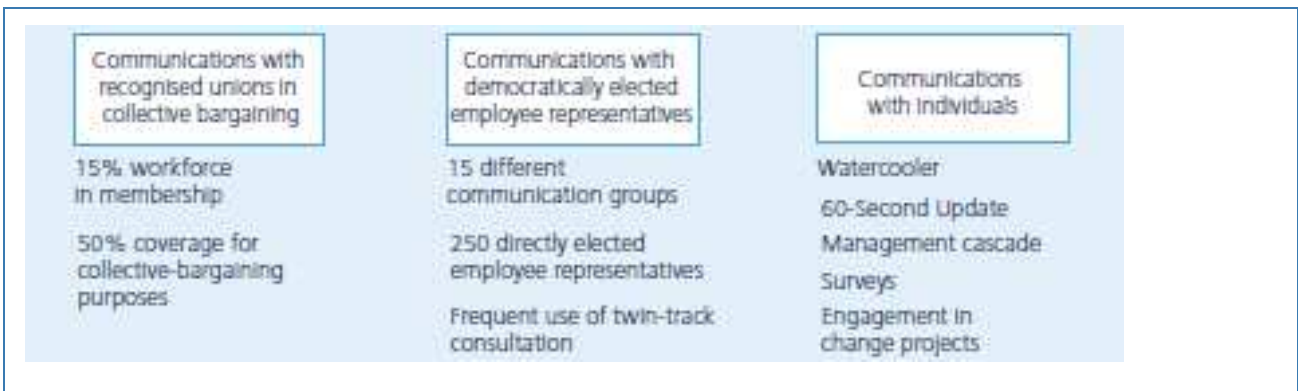 Communications with
recognised unions in
collective bargaining
15% workforce
in membership
50% coverage for
collective-bargaining
purposes
Communications with
democratically elected
employee representatives
15 different
communication groups
250 directly elected
employee representatives
Frequent use of twin-track
consultation
Communications
with individuals
Watercooler
60-Second Update
Management cascade
Surveys
Engagement in
change projects